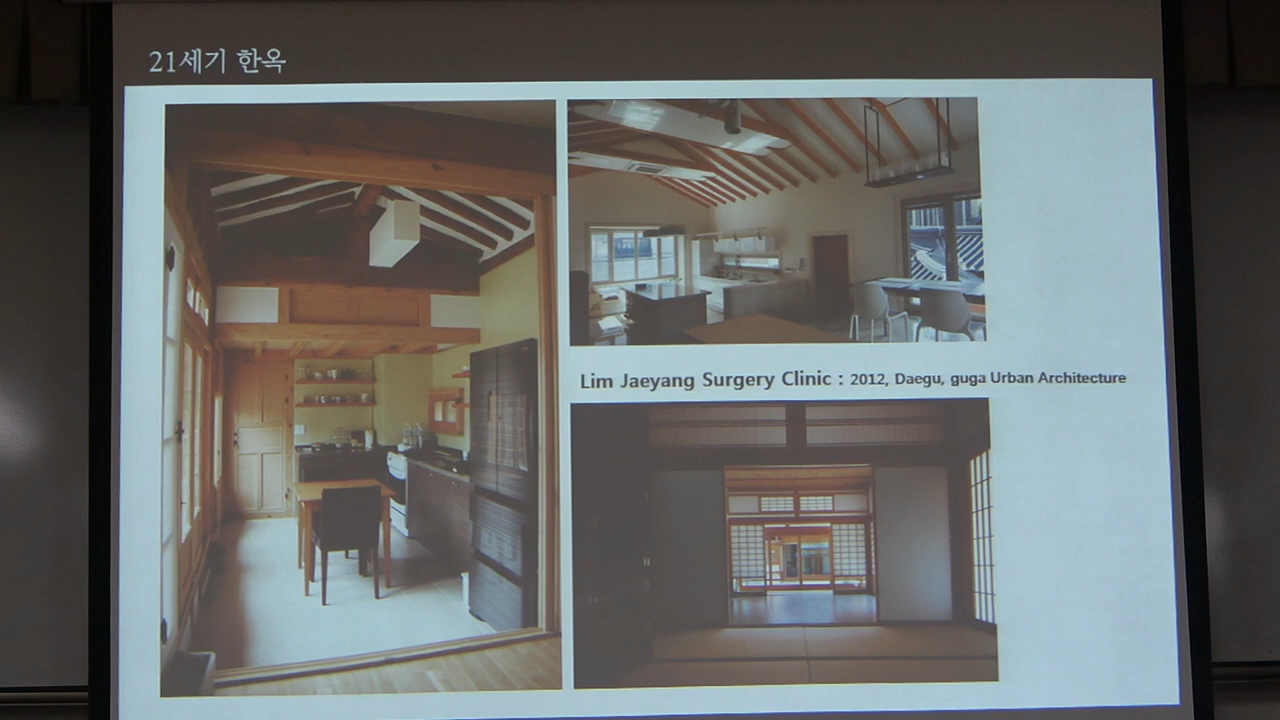 21세기 한옥
Lim Jaeyang Surgery Clinic : 2012, Daegu, guga Urban Architecture